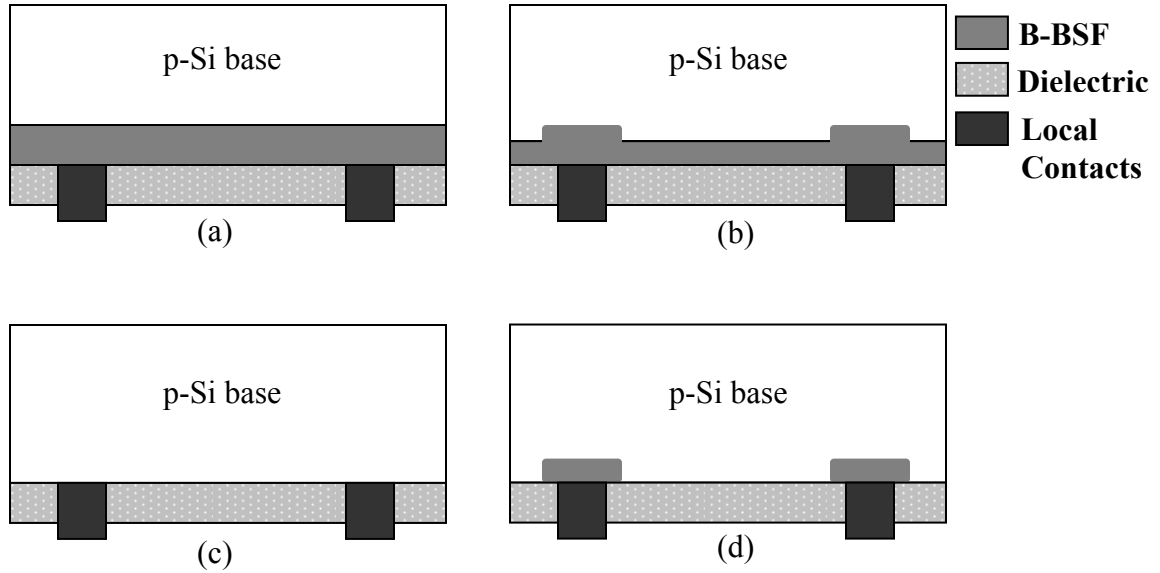 p-Si base
(a)
p-Si base
(b)
B-BSF
Dielectric
Local
Contacts
p-Si base
(c)
p-Si base
(d)